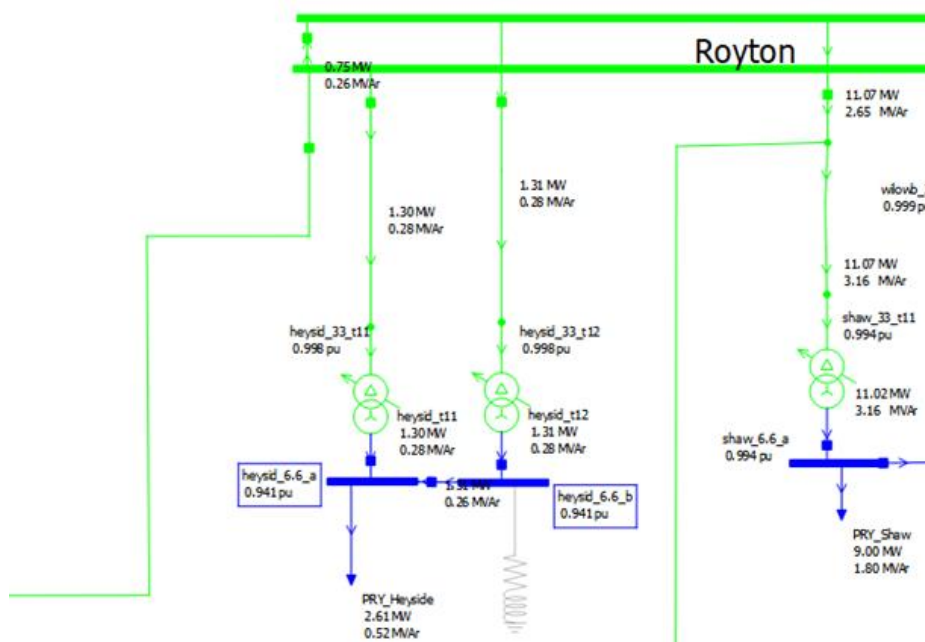 Royton
0.75 MW
0.26 MVAr
11.07 MW
2.65 MVAr
1.31 MW
0.28 MVAr
1.30 MW
0.28 MVAr
0.999 pu
11.07 MW
3.16 MVAr
heysid_33_t11
0.998 pu
heysid_33_t12
0.998 pu
shaw_33_t11
0.994 pu
heysid_t11
1.30 MW
0.28 MVAr
heysid_t12
1.31 MW
0.28 MVAr
11.02 MW
3.16 MVAr
shaw_6.6_a
0.994 pu
heysid_6.6_a
0.941 pu
1.31 MW
0.26 MVAr
heysid_6.6_b
0.941 pu
PRY_Heyside
2.61 MW
0.52 MVAr
PRY_Shaw
9.00 MW
1.80 MVAr